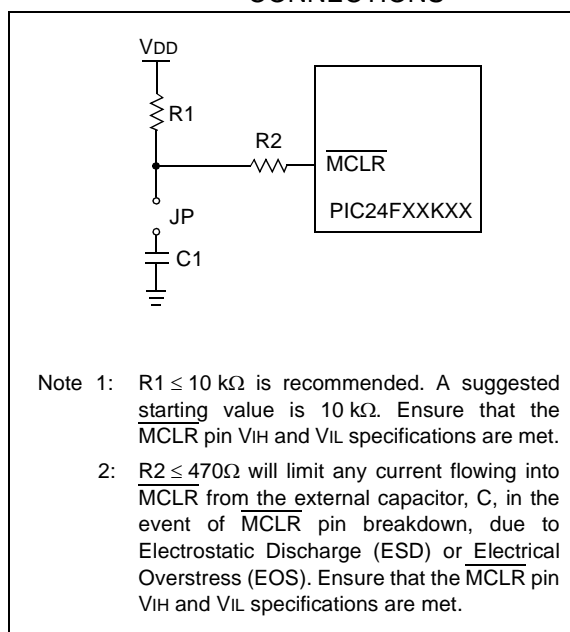 VDD
R1
R2
MCLR
PIC24FXXKXX
JP
C1
Note 1: R1 ≤ 10 kΩ is recommended. A suggested
starting value is 10 kΩ. Ensure that the
MCLR pin VIH and VIL specifications are met.
2: R2 ≤ 470Ω will limit any current flowing into
MCLR from the external capacitor, C, in the
event of MCLR pin breakdown, due to
Electrostatic Discharge (ESD) or Electrical
Overstress (EOS). Ensure that the MCLR pin
VIH and VIL specifications are met.